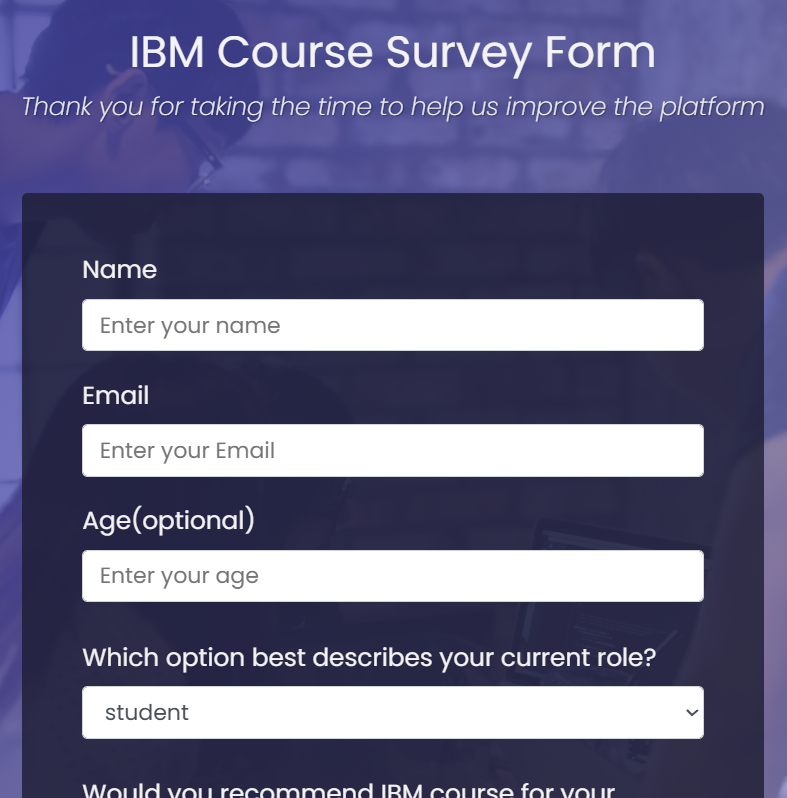 IBM Course Survey Form
Thank you for taking the time to help us improve the platform
Name
Enter your name
Email
Enter your Email
Age(optional)
Enter your age
Which option best describes your current role?
student
Would you recommend IBM course for your